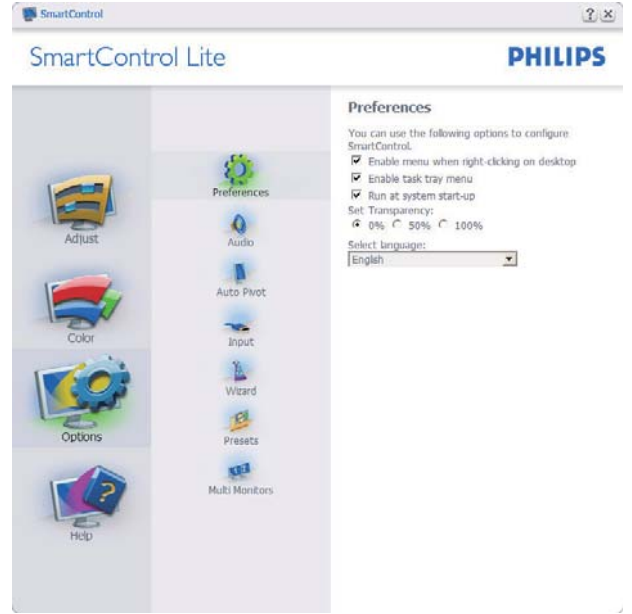 SmartControl
SmartControl Lite
PHILIPS
Adjust
Color
Options
Help
Preferences
Audio
Auto Pivot
Input
Wizard
Presets
Multi Monitors
Preferences
You can use the following options to configure
SmartControl.
Enable menu when right-clicking on desktop
Enable task tray menu
Run at system start-up
Set Transparency:
0% 50% 100%
Select language:
English